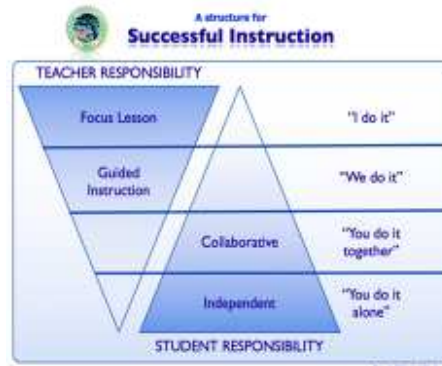 A structure for
Successful Instruction
TEACHER RESPONSIBILITY
Focus Lesson
"I do it"
Guided
Instruction
"We do it"
Collaborative
"You do it
together"
Independent
"You do it
alone"
STUDENT RESPONSIBILITY